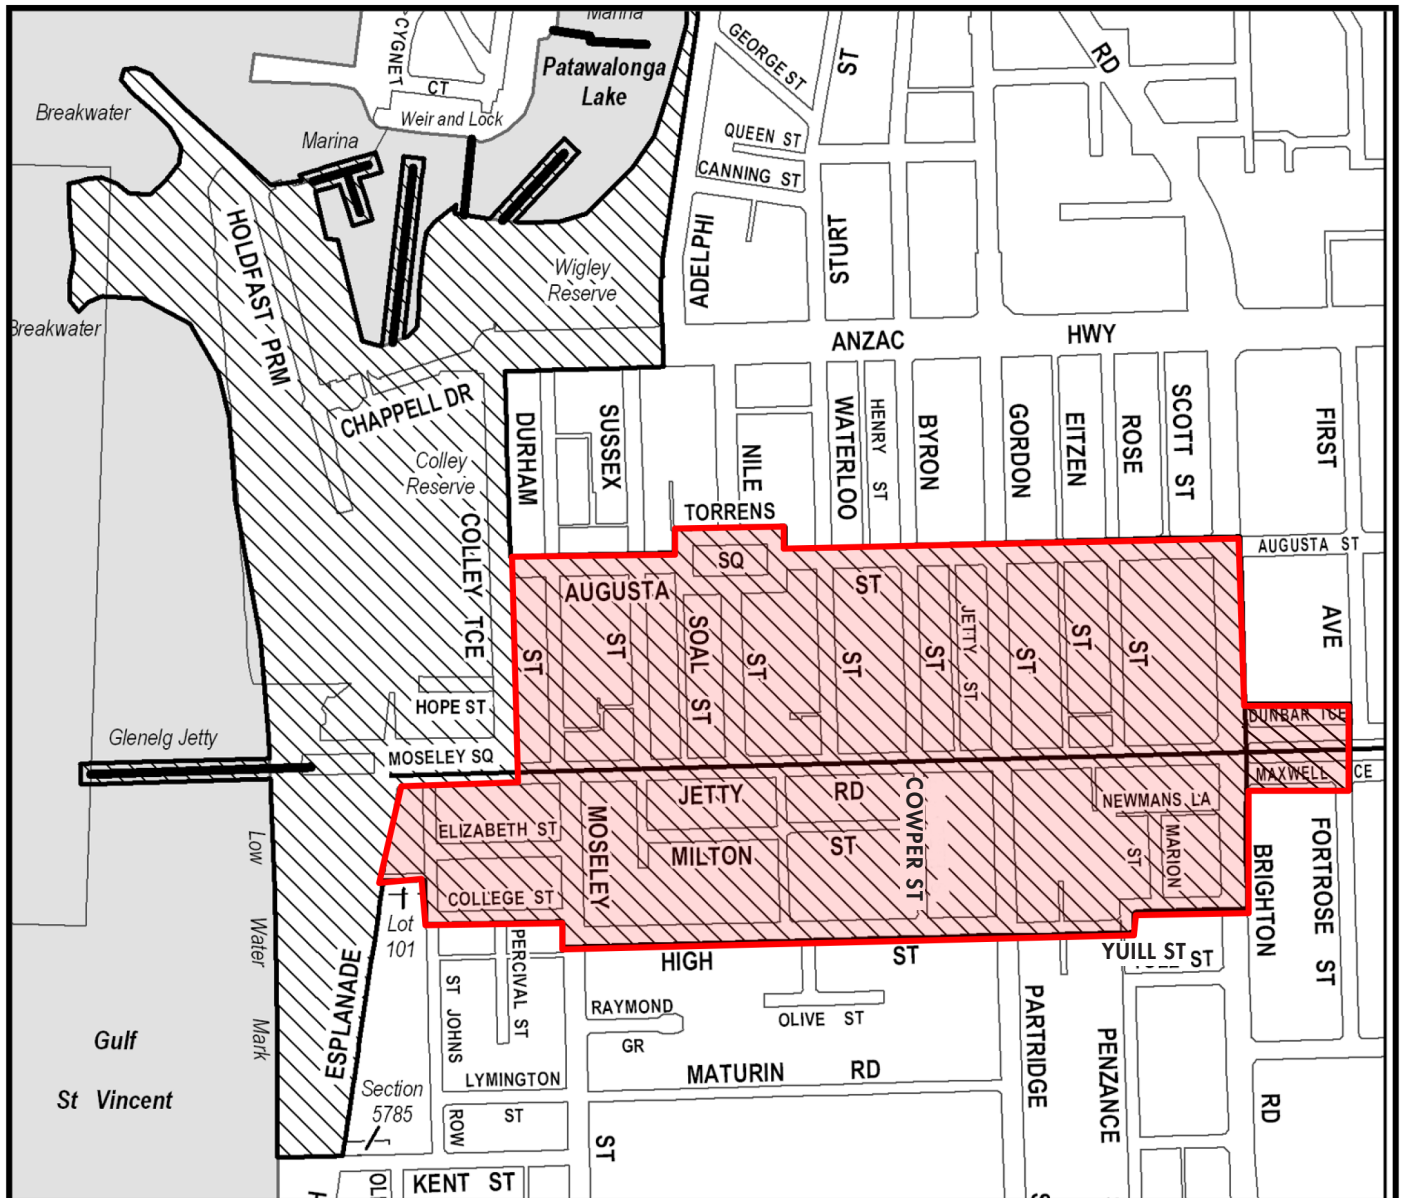 Marina
CYGNET
CT
Patawalonga
Lake
Weir and Lock
Breakwater
Marina
GEORGE ST
ST
RD
QUEEN ST
CANNING ST
HOLDFAST PRM
Wigley
Reserve
ADELPHI
STURT
Breakwater
ANZAC
HWY
CHAPPELL DR
Colley
Reserve
DURHAM
SUSSEX
NILE
WATERLOO
HENRY ST
BYRON
GORDON
EITZEN
ROSE
SCOTT ST
FIRST
TORRENS
SQ
COLLEY TCE
AUGUSTA
ST
AUGUSTA ST
AVE
ST
ST
SOAL ST
ST
ST
ST
JETTY ST
ST
ST
ST
HOPE ST
DUNBAR TCE
Glenelg Jetty
MOSELEY SQ
MAXWELL
CE
JETTY
RD
COWPER ST
NEWMANS LA
ELIZABETH ST
MOSELEY
MILTON
ST
ST
MARION
COLLEGE ST
BRIGHTON
FORTROSE ST
Low
Water
Mark
Lot
101
ESPLANADE
PERCIVAL ST
HIGH
ST
YUILL ST
ST
ST JOHNS
RAYMOND
GR
OLIVE ST
PARTRIDGE
PENZANCE
Gulf
St Vincent
MATURIN
RD
LYMINGTON
ST
Section
5785
ROW
RD
ST
KENT ST